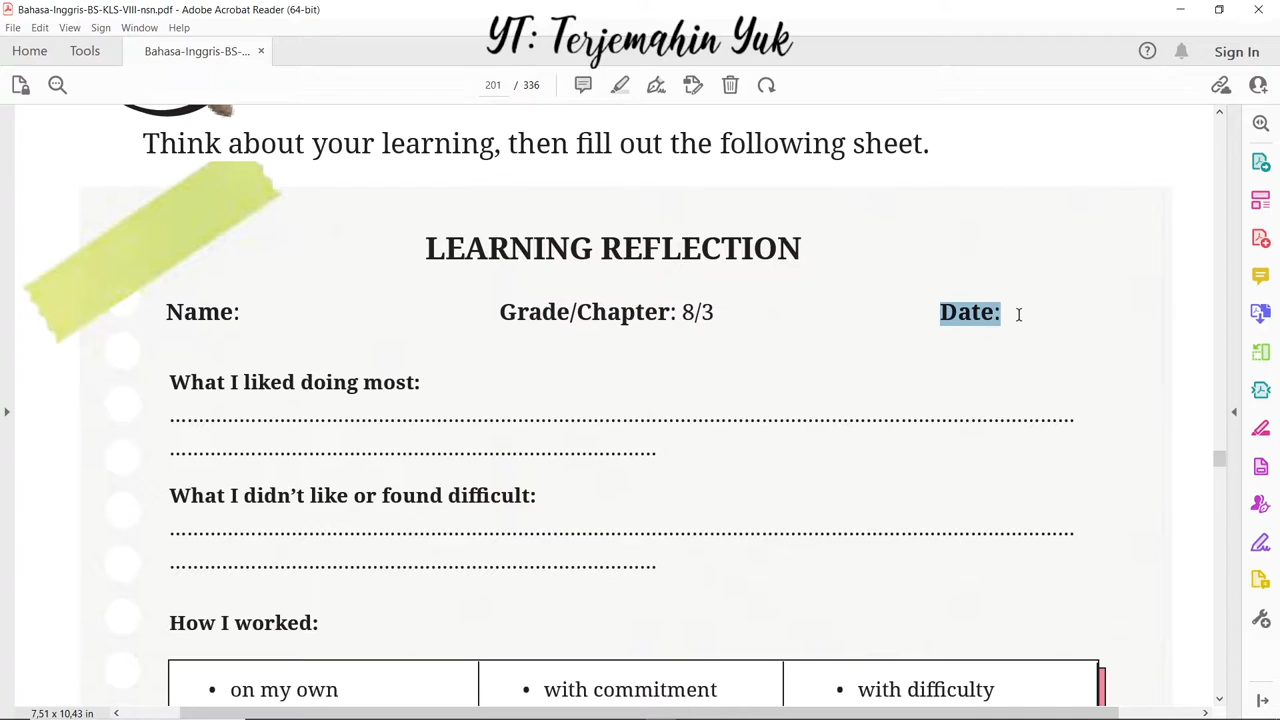 Bahasa-Inggris-BS-KLS-VIII-nsn.pdf - Adobe Acrobat Reader (64-bit)
YT: Terjemahin Yuk
File Edit View Sign Window Help
Home Tools Bahasa-Inggris-BS-... × Sign In
201 / 336
Think about your learning, then fill out the following sheet.
LEARNING REFLECTION
Name: Grade/Chapter: 8/3 Date:
What I liked doing most:
................................................................................
................................................................................
What I didn’t like or found difficult:
................................................................................
................................................................................
How I worked:
• on my own • with commitment • with difficulty
7,51 x 10,43 in